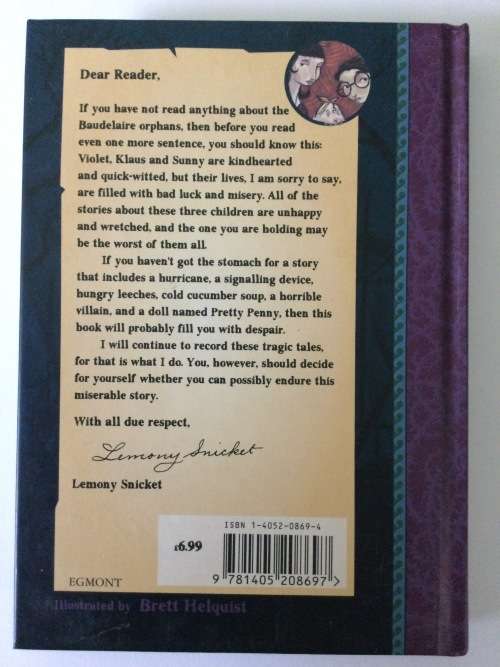 Dear Reader,
If you have not read anything about the
Baudelaire orphans, then before you read
even one more sentence, you should know this:
Violet, Klaus and Sunny are kindhearted
and quick-witted, but their lives, I am sorry to say,
are filled with bad luck and misery. All of the
stories about these three children are unhappy
and wretched, and the one you are holding may
be the worst of them all.
If you haven't got the stomach for a story
that includes a hurricane, a signalling device,
hungry leeches, cold cucumber soup, a horrible
villain, and a doll named Pretty Penny, then this
book will probably fill you with despair.
I will continue to record these tragic tales,
for that is what I do. You, however, should decide
for yourself whether you can possibly endure this
miserable story.
With all due respect,
Lemony Snicket
Lemony Snicket
ISBN 1-4052-0869-4
£6.99
9 781405 208697 >
EGMONT
Illustrated by Brett Helquist